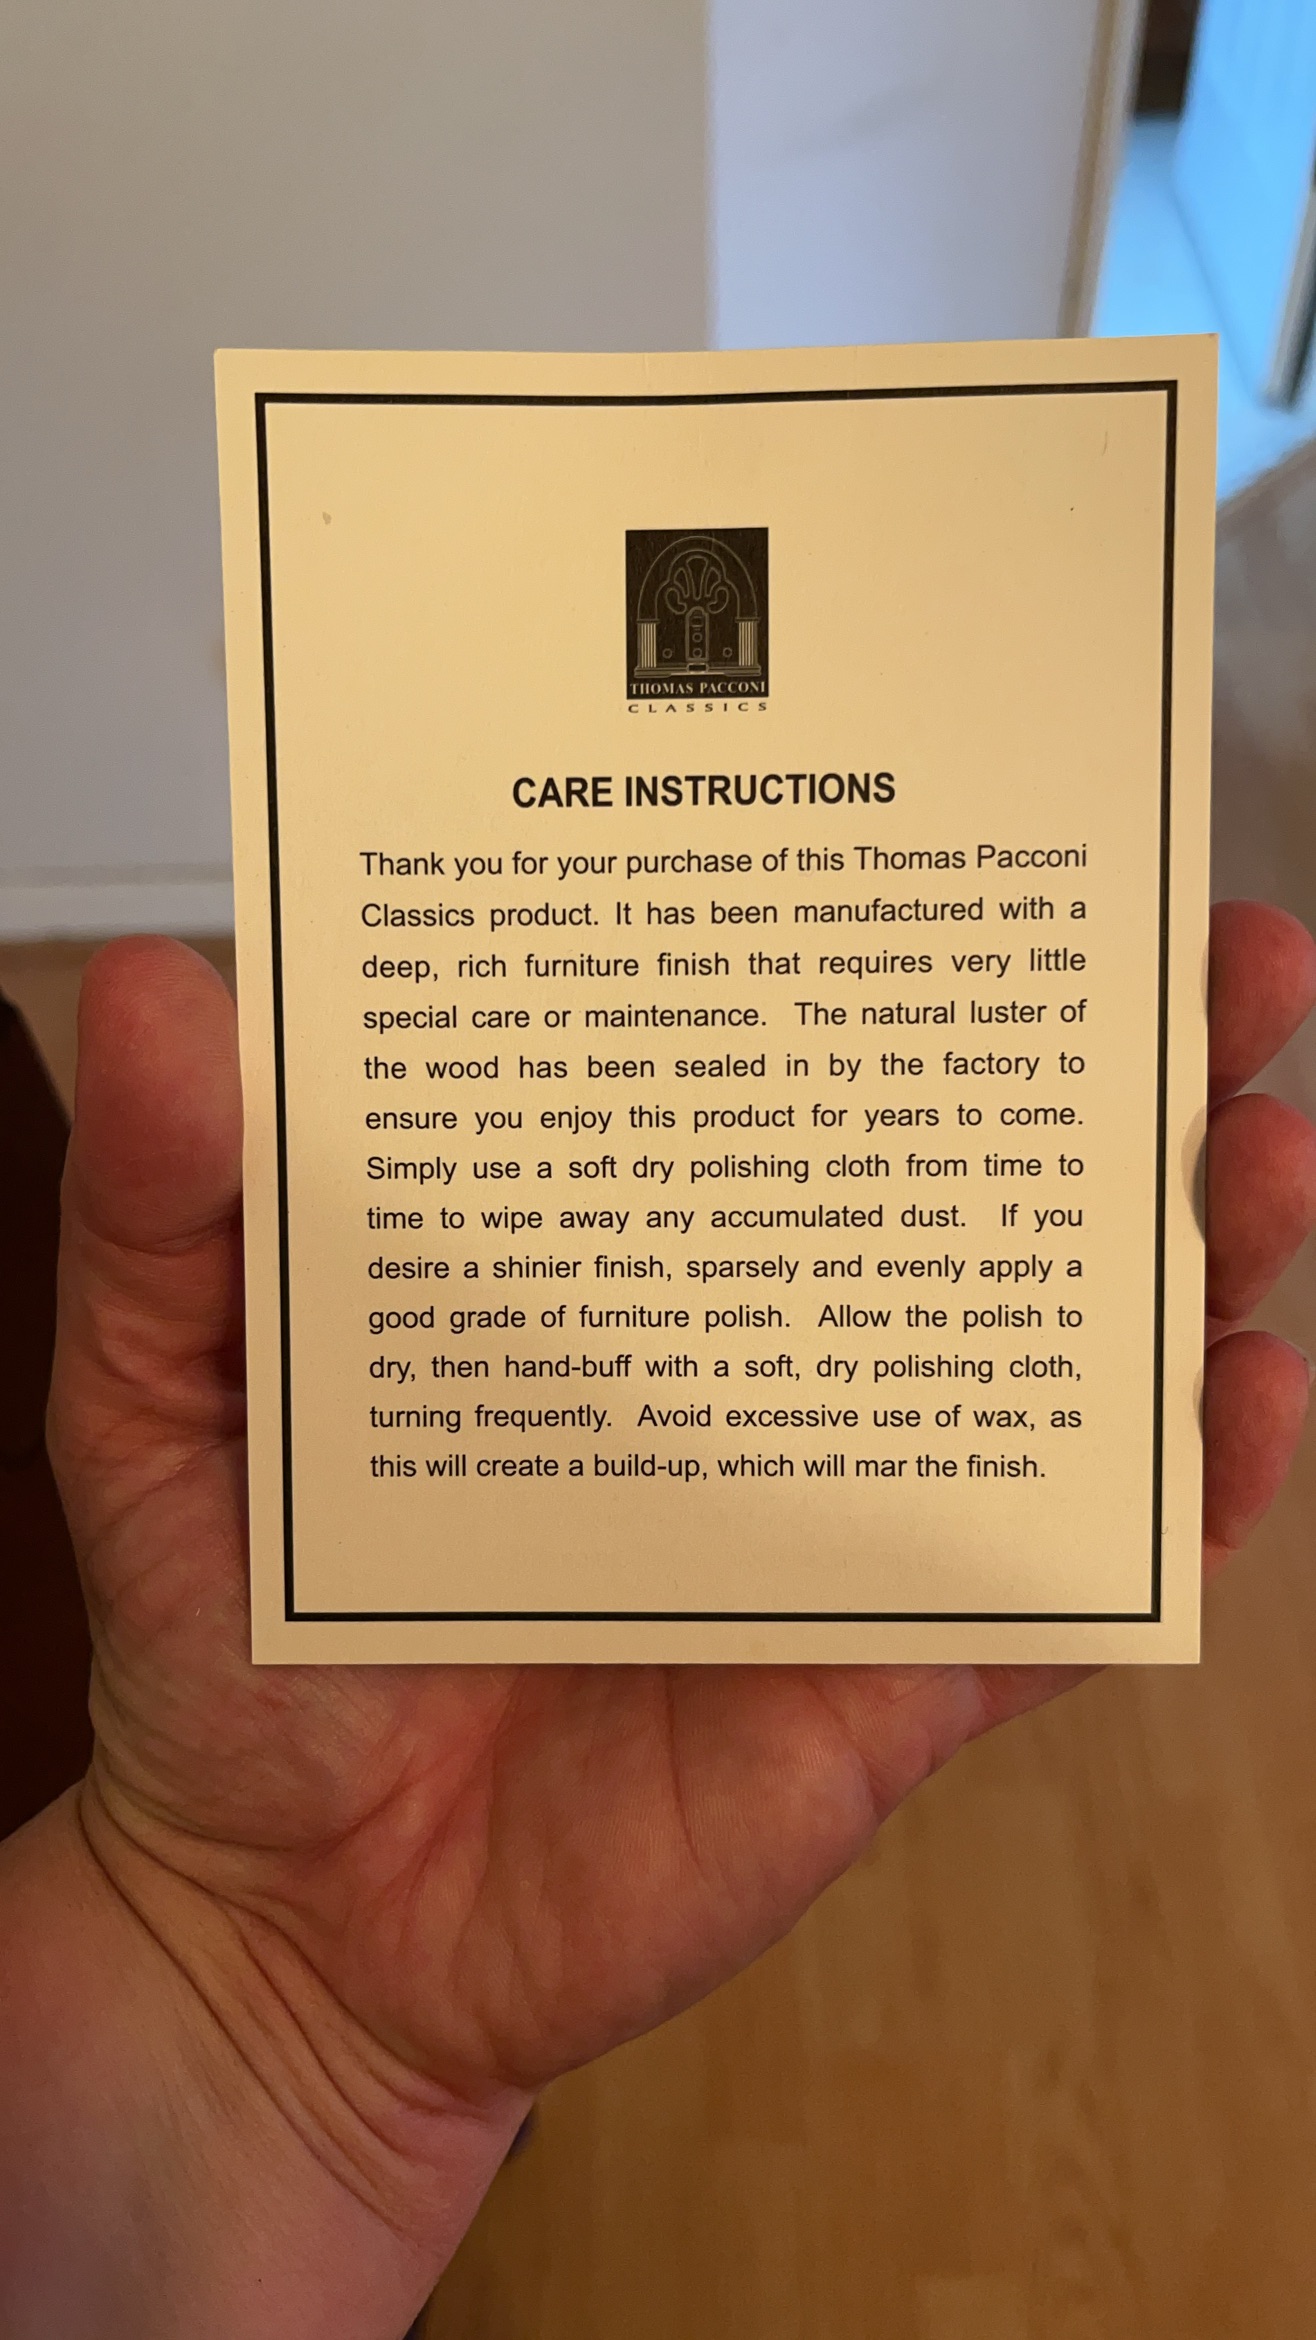 THOMAS PACCONI
CLASSICS
CARE INSTRUCTIONS
Thank you for your purchase of this Thomas Pacconi
Classics product. It has been manufactured with a
deep, rich furniture finish that requires very little
special care or maintenance. The natural luster of
the wood has been sealed in by the factory to
ensure you enjoy this product for years to come.
Simply use a soft dry polishing cloth from time to
time to wipe away any accumulated dust. If you
desire a shinier finish, sparsely and evenly apply a
good grade of furniture polish. Allow the polish to
dry, then hand-buff with a soft, dry polishing cloth,
turning frequently. Avoid excessive use of wax, as
this will create a build-up, which will mar the finish.